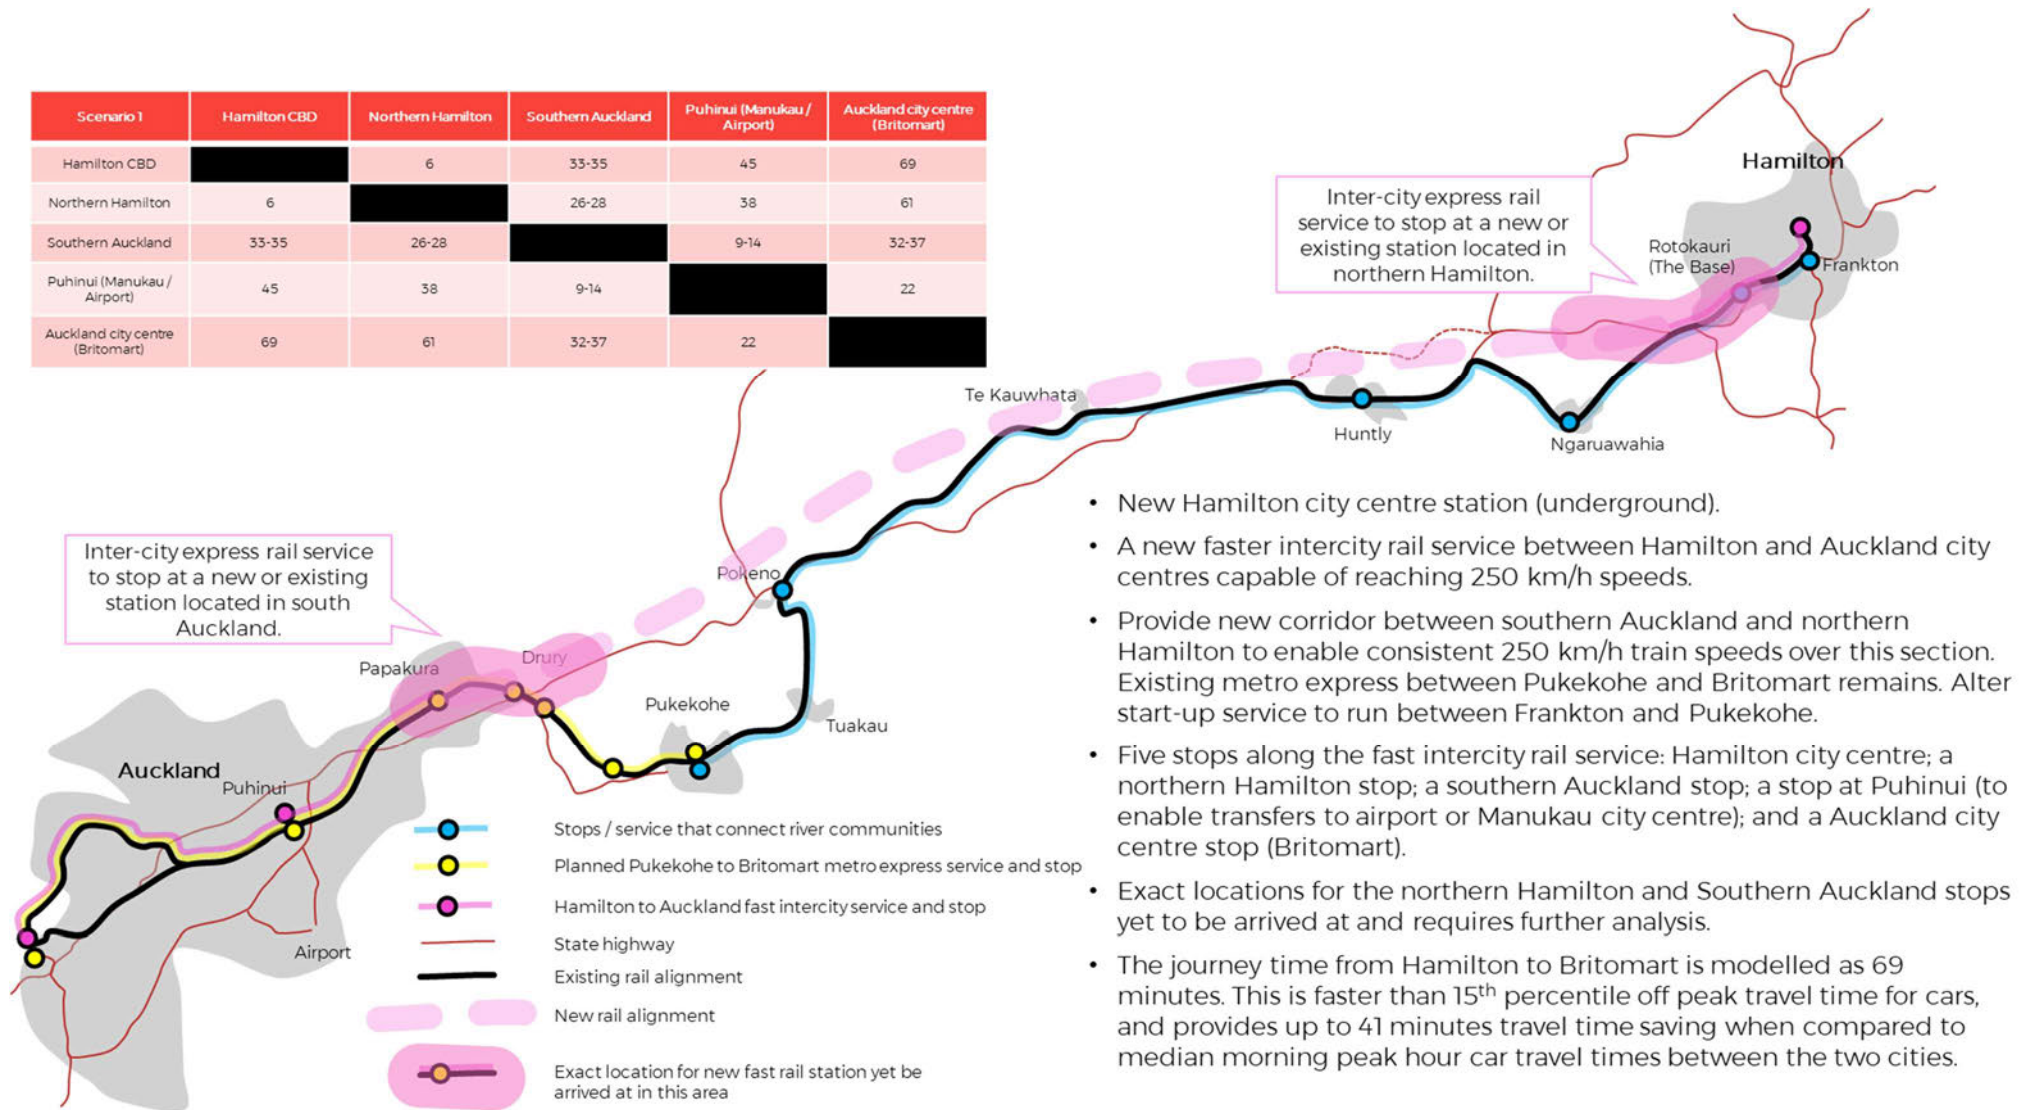 Scenario 1 Hamilton CBD Northern Hamilton Southern Auckland Puhinui (Manukau / Airport) Auckland city centre (Britomart)
Hamilton CBD 6 33-35 45 69
Northern Hamilton 6 26-28 38 61
Southern Auckland 33-35 26-28 9-14 32-37
Puhinui (Manukau / Airport) 45 38 9-14 22
Auckland city centre (Britomart) 69 61 32-37 22
Hamilton
Inter-city express rail
service to stop at a new or
existing station located in
northern Hamilton.
Rotokauri
(The Base)
Frankton
Te Kauwhata
Huntly
Ngaruawahia
Inter-city express rail service
to stop at a new or existing
station located in south
Auckland.
Pokeno
Papakura
Drury
Pukekohe
Tuakau
Auckland
Puhinui
Airport
Stops / service that connect river communities
Planned Pukekohe to Britomart metro express service and stop
Hamilton to Auckland fast intercity service and stop
State highway
Existing rail alignment
New rail alignment
Exact location for new fast rail station yet be
arrived at in this area
• New Hamilton city centre station (underground).
• A new faster intercity rail service between Hamilton and Auckland city
centres capable of reaching 250 km/h speeds.
• Provide new corridor between southern Auckland and northern
Hamilton to enable consistent 250 km/h train speeds over this section.
Existing metro express between Pukekohe and Britomart remains. Alter
start-up service to run between Frankton and Pukekohe.
• Five stops along the fast intercity rail service: Hamilton city centre; a
northern Hamilton stop; a southern Auckland stop; a stop at Puhinui (to
enable transfers to airport or Manukau city centre); and a Auckland city
centre stop (Britomart).
• Exact locations for the northern Hamilton and Southern Auckland stops
yet to be arrived at and requires further analysis.
• The journey time from Hamilton to Britomart is modelled as 69
minutes. This is faster than 15th percentile off peak travel time for cars,
and provides up to 41 minutes travel time saving when compared to
median morning peak hour car travel times between the two cities.